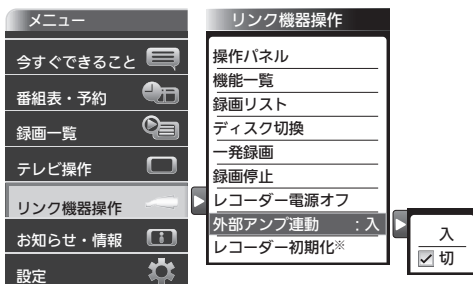 メニュー
今すぐできること
番組表・予約
録画一覧
テレビ操作
リンク機器操作
お知らせ・情報
設定
リンク機器操作
操作パネル
機能一覧
録画リスト
ディスク切換
一発録画
録画停止
レコーダー電源オフ
外部アンプ連動 :入
レコーダー初期化※
入
切